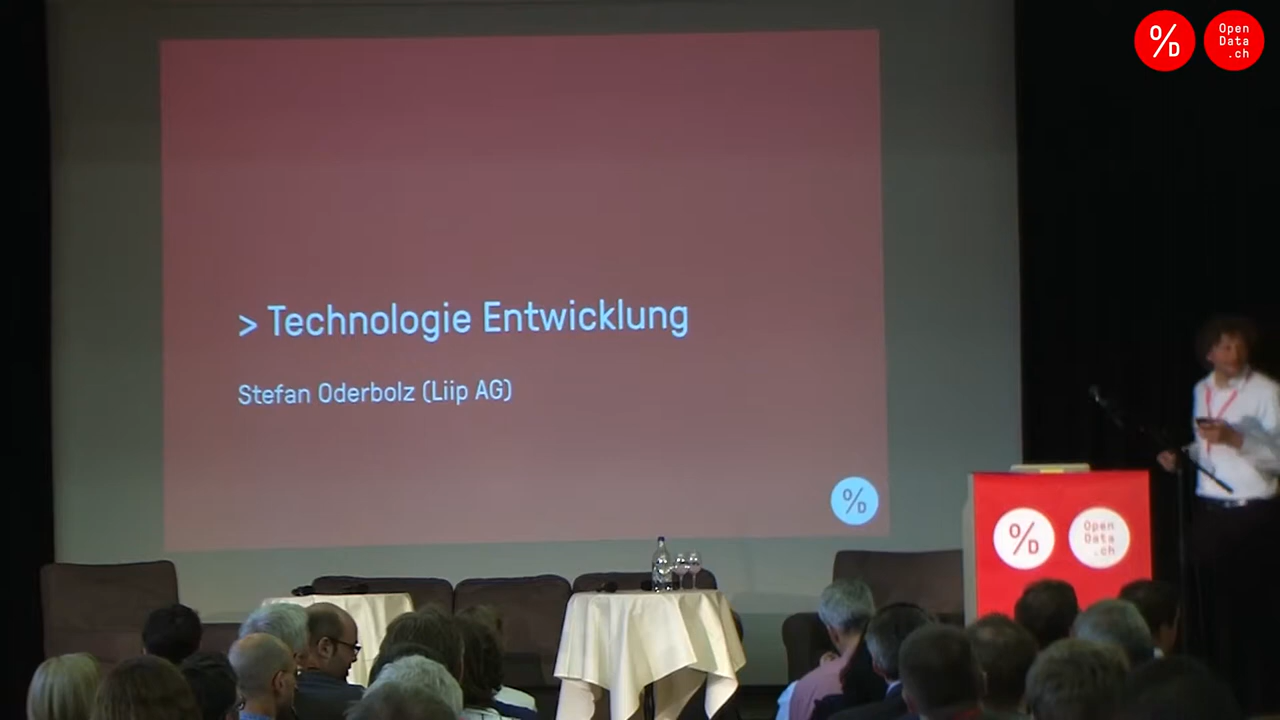 %D
Open
Data
.ch
> Technologie Entwicklung
Stefan Oderbolz (Liip AG)
%D
%D
Open
Data
.ch